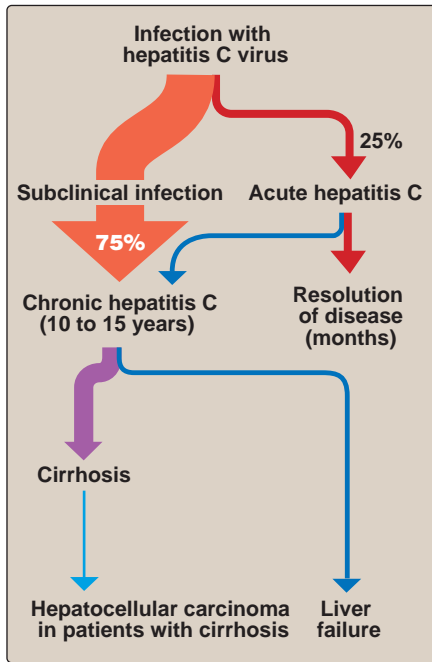 Infection with
hepatitis C virus
25%
Subclinical infection
Acute hepatitis C
75%
Chronic hepatitis C
(10 to 15 years)
Resolution
of disease
(months)
Cirrhosis
Hepatocellular carcinoma
in patients with cirrhosis
Liver
failure